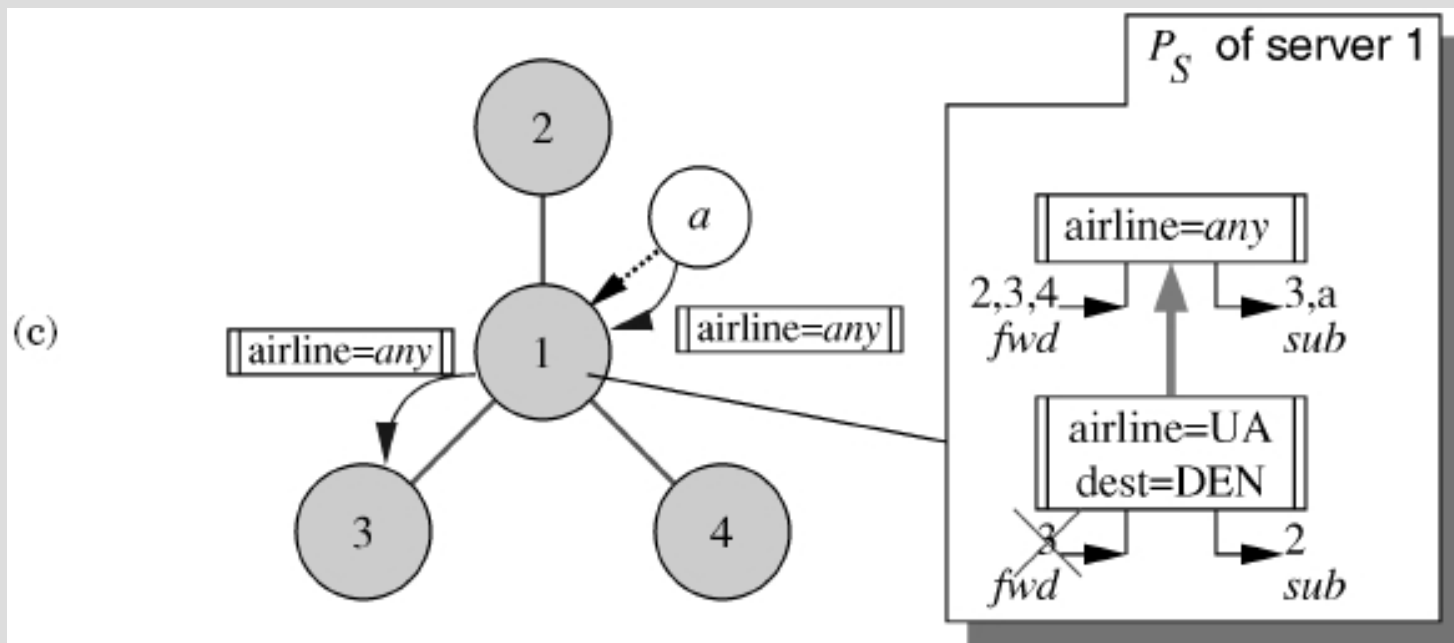 (c)
2
a
airline=any
1
airline=any
3
4
P_S of server 1
airline=any
2,3,4
fwd
3,a
sub
airline=UA
dest=DEN
3
fwd
2
sub